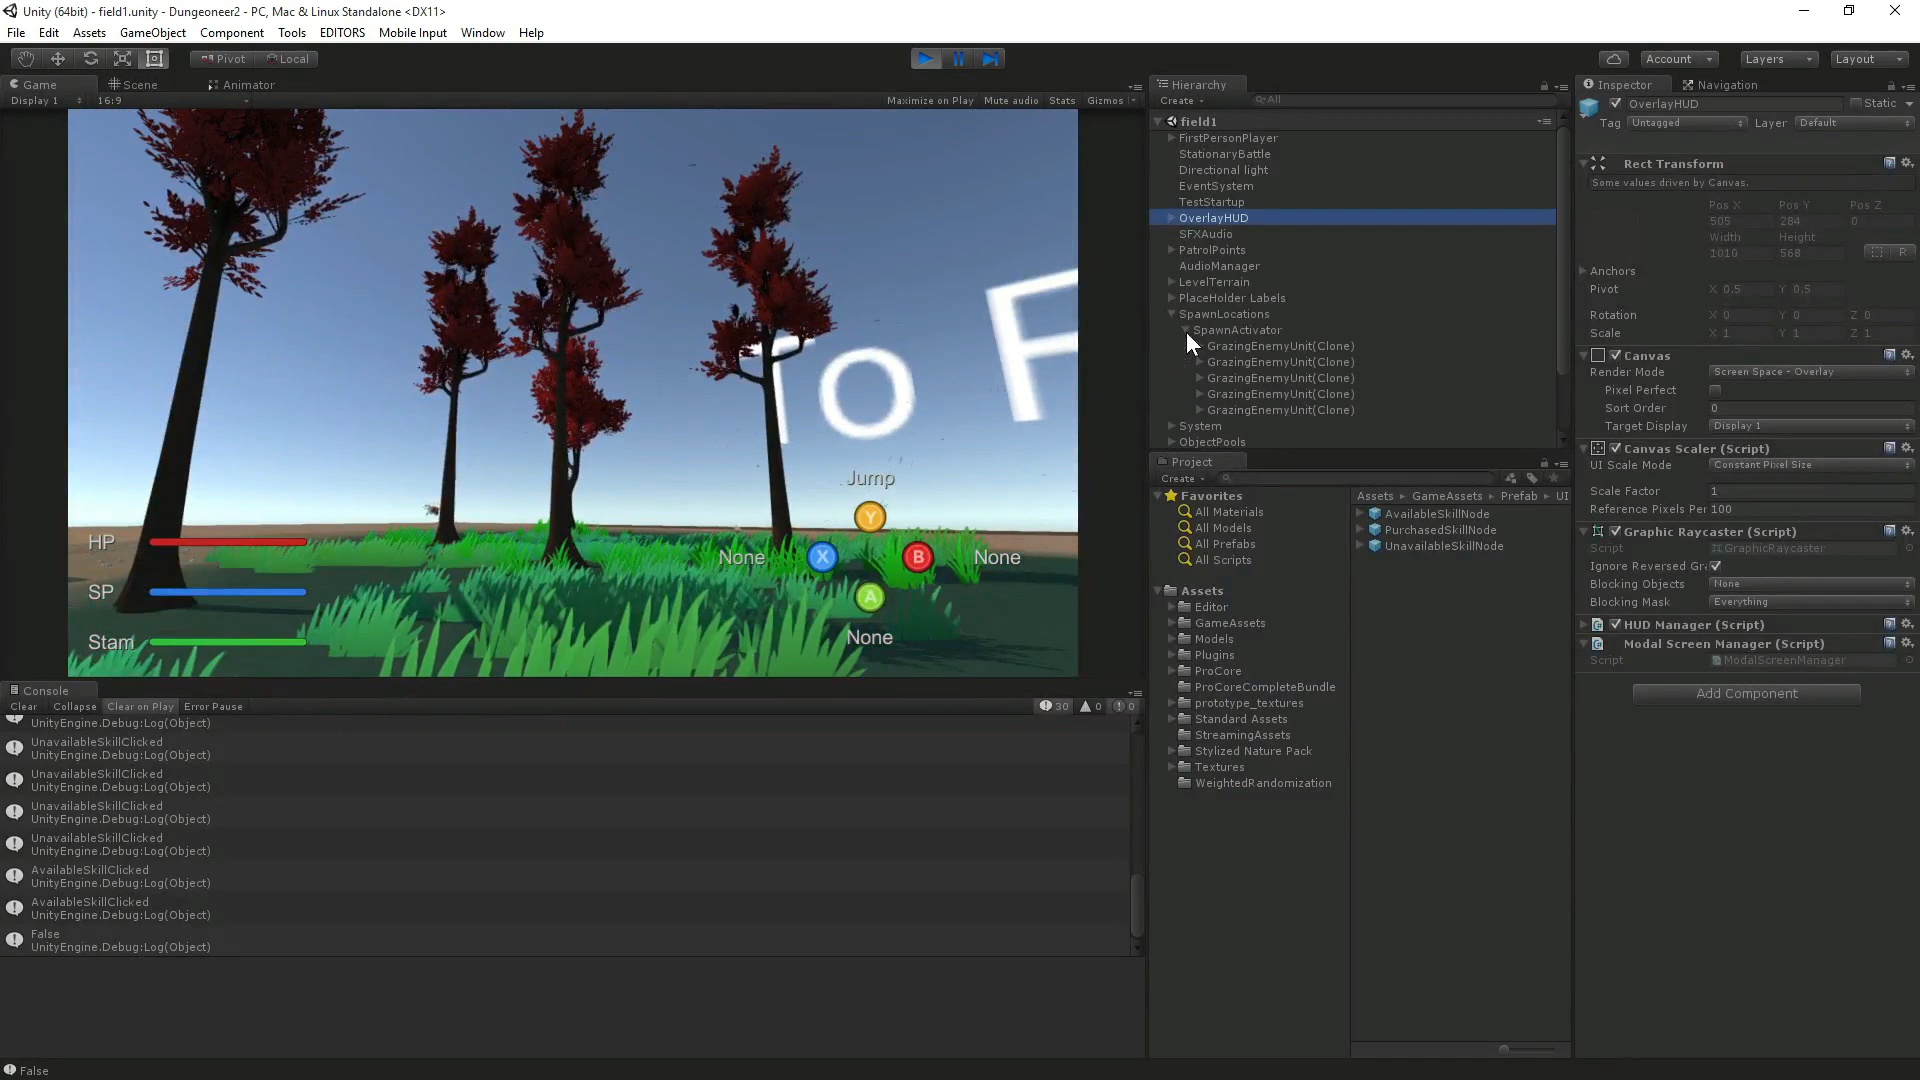 Unity (64bit) - field1.unity - Dungeoneer2 - PC, Mac & Linux Standalone <DX11>
File Edit Assets GameObject Component Tools EDITORS Mobile Input Window Help
Pivot Local Account Layers Layout
Game Scene Animator
Display 1 16:9 Maximize on Play Mute audio Stats Gizmos
To F
Jump
Y
None X B None
A
None
HP
SP
Stam
Console
Clear Collapse Clear on Play Error Pause 30 0 0
UnityEngine.Debug:Log(Object)
UnavailableSkillClicked
UnityEngine.Debug:Log(Object)
UnavailableSkillClicked
UnityEngine.Debug:Log(Object)
UnavailableSkillClicked
UnityEngine.Debug:Log(Object)
UnavailableSkillClicked
UnityEngine.Debug:Log(Object)
AvailableSkillClicked
UnityEngine.Debug:Log(Object)
AvailableSkillClicked
UnityEngine.Debug:Log(Object)
False
UnityEngine.Debug:Log(Object)
False
Hierarchy
Create All
field1
FirstPersonPlayer
StationaryBattle
Directional light
EventSystem
TestStartup
OverlayHUD
SFXAudio
PatrolPoints
AudioManager
LevelTerrain
PlaceHolder Labels
SpawnLocations
SpawnActivator
GrazingEnemyUnit(Clone)
GrazingEnemyUnit(Clone)
GrazingEnemyUnit(Clone)
GrazingEnemyUnit(Clone)
GrazingEnemyUnit(Clone)
System
ObjectPools
Project
Create
Favorites
All Materials
All Models
All Prefabs
All Scripts
Assets
Editor
GameAssets
Models
Plugins
ProCore
ProCoreCompleteBundle
prototype_textures
Standard Assets
StreamingAssets
Stylized Nature Pack
Textures
WeightedRandomization
Assets GameAssets Prefab UI
AvailableSkillNode
PurchasedSkillNode
UnavailableSkillNode
Inspector Navigation
OverlayHUD Static
Tag Untagged Layer Default
Rect Transform
Some values driven by Canvas.
Pos X Pos Y Pos Z
505 284 0
Width Height
1010 568 R
Anchors
Pivot X 0.5 Y 0.5
Rotation X 0 Y 0 Z 0
Scale X 1 Y 1 Z 1
Canvas
Render Mode Screen Space - Overlay
Pixel Perfect
Sort Order 0
Target Display Display 1
Canvas Scaler (Script)
UI Scale Mode Constant Pixel Size
Scale Factor 1
Reference Pixels Per 100
Graphic Raycaster (Script)
Script GraphicRaycaster
Ignore Reversed Gra
Blocking Objects None
Blocking Mask Everything
HUD Manager (Script)
Modal Screen Manager (Script)
Script ModalScreenManager
Add Component